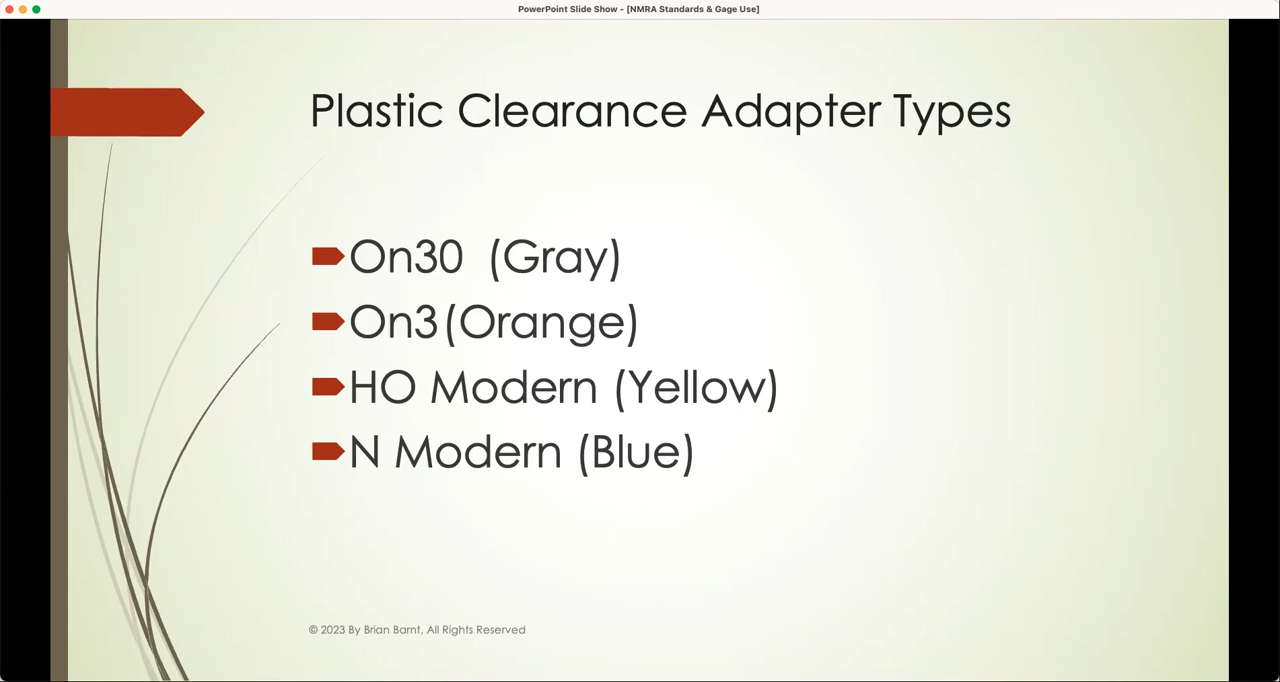 PowerPoint Slide Show - [NMRA Standards & Gage Use]
Plastic Clearance Adapter Types
On30 (Gray)
On3(Orange)
HO Modern (Yellow)
N Modern (Blue)
© 2023 By Brian Barnt, All Rights Reserved